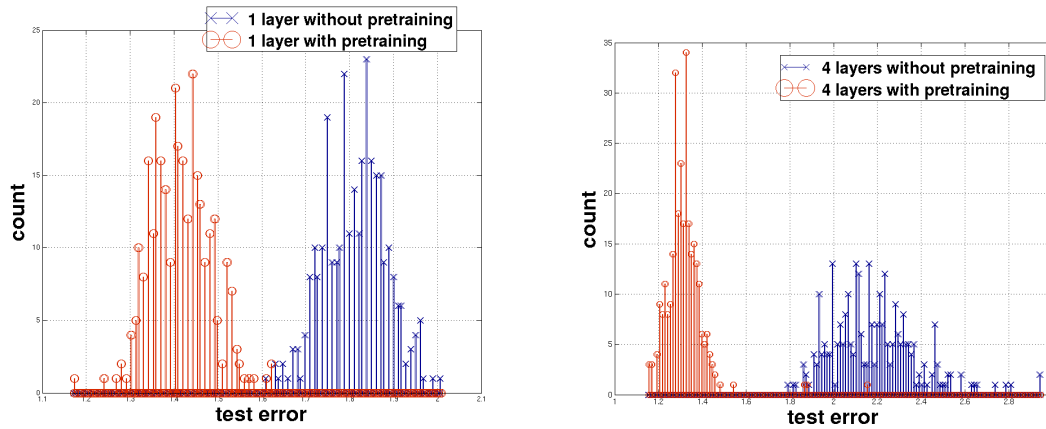 1 layer without pretraining
1 layer with pretraining
25
20
15
10
5
0
count
1.1 1.2 1.3 1.4 1.5 1.6 1.7 1.8 1.9 2 2.1
test error
4 layers without pretraining
4 layers with pretraining
35
30
25
20
15
10
5
0
count
1 1.2 1.4 1.6 1.8 2 2.2 2.4 2.6 2.8
test error